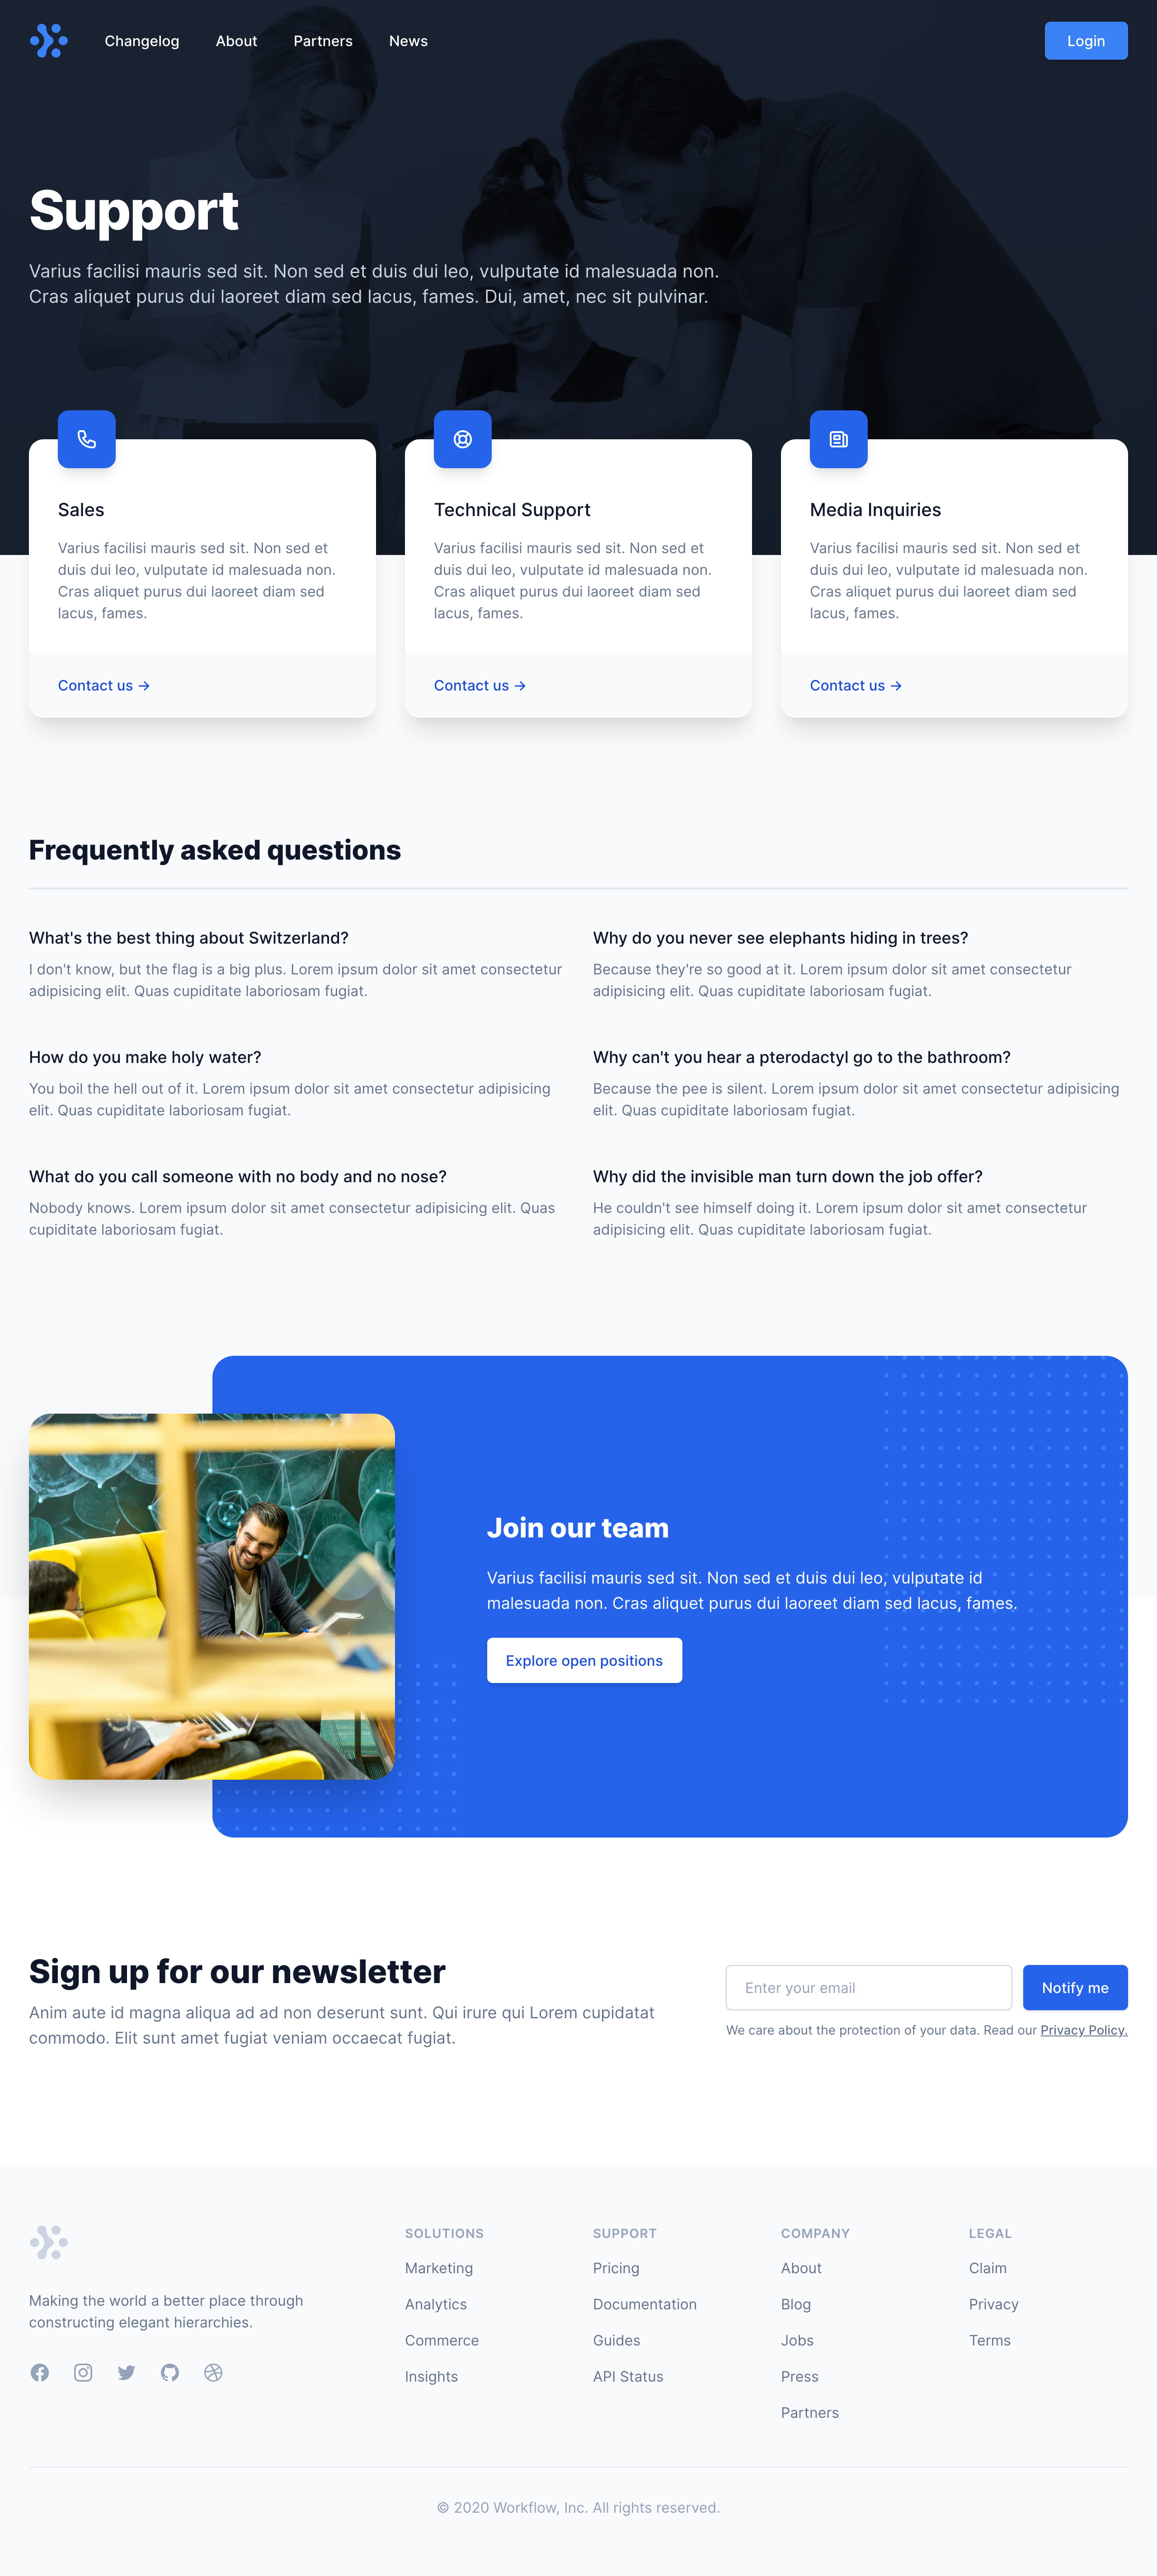 Changelog
About
Partners
News
Login
Support
Varius facilisi mauris sed sit. Non sed et duis dui leo, vulputate id malesuada non.
Cras aliquet purus dui laoreet diam sed lacus, fames. Dui, amet, nec sit pulvinar.
Sales
Varius facilisi mauris sed sit. Non sed et
duis dui leo, vulputate id malesuada non.
Cras aliquet purus dui laoreet diam sed
lacus, fames.
Contact us →
Technical Support
Varius facilisi mauris sed sit. Non sed et
duis dui leo, vulputate id malesuada non.
Cras aliquet purus dui laoreet diam sed
lacus, fames.
Contact us →
Media Inquiries
Varius facilisi mauris sed sit. Non sed et
duis dui leo, vulputate id malesuada non.
Cras aliquet purus dui laoreet diam sed
lacus, fames.
Contact us →
Frequently asked questions
What's the best thing about Switzerland?
I don't know, but the flag is a big plus. Lorem ipsum dolor sit amet consectetur
adipisicing elit. Quas cupiditate laboriosam fugiat.
Why do you never see elephants hiding in trees?
Because they're so good at it. Lorem ipsum dolor sit amet consectetur
adipisicing elit. Quas cupiditate laboriosam fugiat.
How do you make holy water?
You boil the hell out of it. Lorem ipsum dolor sit amet consectetur adipisicing
elit. Quas cupiditate laboriosam fugiat.
Why can't you hear a pterodactyl go to the bathroom?
Because the pee is silent. Lorem ipsum dolor sit amet consectetur adipisicing
elit. Quas cupiditate laboriosam fugiat.
What do you call someone with no body and no nose?
Nobody knows. Lorem ipsum dolor sit amet consectetur adipisicing elit. Quas
cupiditate laboriosam fugiat.
Why did the invisible man turn down the job offer?
He couldn't see himself doing it. Lorem ipsum dolor sit amet consectetur
adipisicing elit. Quas cupiditate laboriosam fugiat.
Join our team
Varius facilisi mauris sed sit. Non sed et duis dui leo, vulputate id
malesuada non. Cras aliquet purus dui laoreet diam sed lacus, fames.
Explore open positions
Sign up for our newsletter
Anim aute id magna aliqua ad ad non deserunt sunt. Qui irure qui Lorem cupidatat
commodo. Elit sunt amet fugiat veniam occaecat fugiat.
Enter your email
Notify me
We care about the protection of your data. Read our Privacy Policy.
Making the world a better place through
constructing elegant hierarchies.
SOLUTIONS
Marketing
Analytics
Commerce
Insights
SUPPORT
Pricing
Documentation
Guides
API Status
COMPANY
About
Blog
Jobs
Press
Partners
LEGAL
Claim
Privacy
Terms
© 2020 Workflow, Inc. All rights reserved.